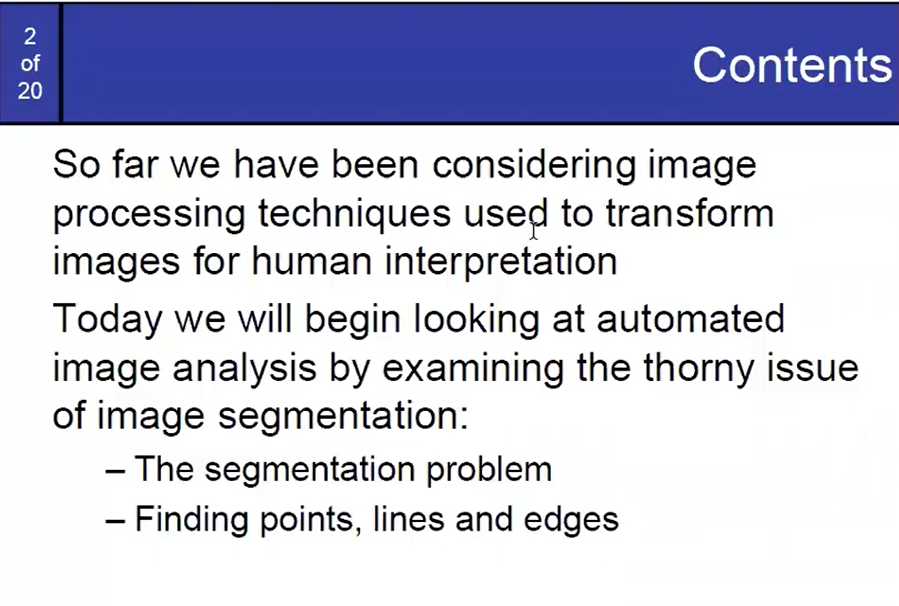 2
of
20
Contents
So far we have been considering image
processing techniques used to transform
images for human interpretation
Today we will begin looking at automated
image analysis by examining the thorny issue
of image segmentation:
– The segmentation problem
– Finding points, lines and edges